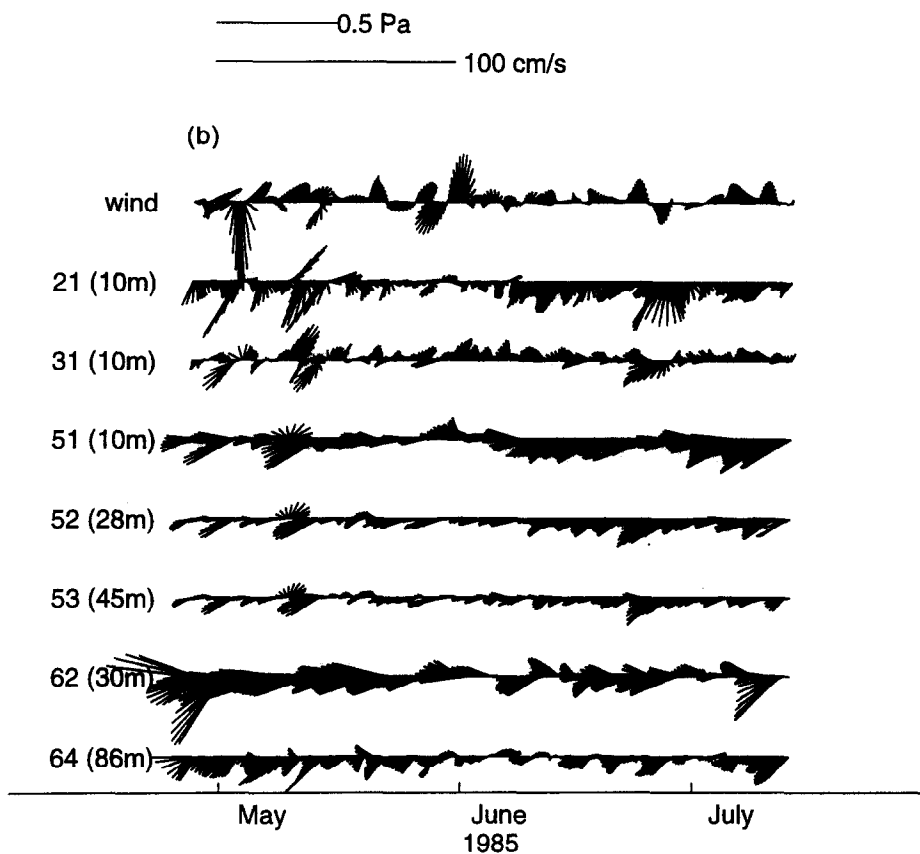 0.5 Pa
100 cm/s
(b)
wind
21 (10m)
31 (10m)
51 (10m)
52 (28m)
53 (45m)
62 (30m)
64 (86m)
May June July
1985